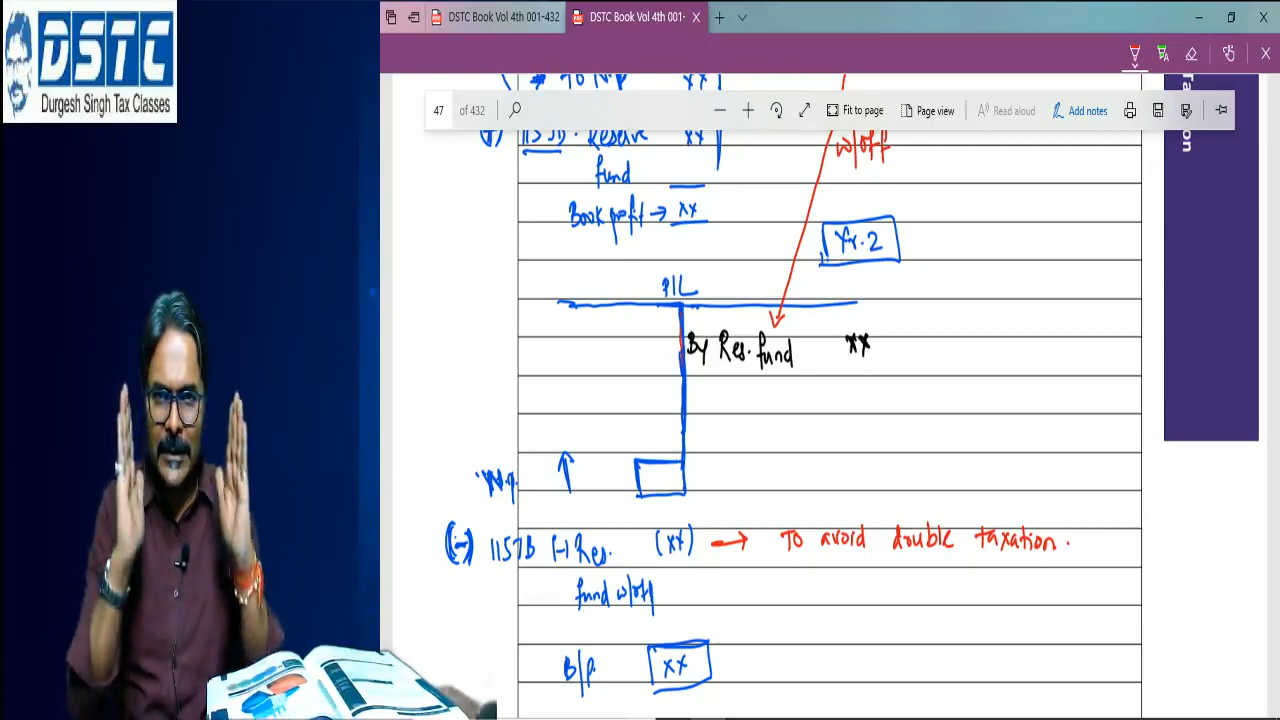 DSTC
Durgesh Singh Tax Classes
DSTC Book Vol 4th 001-432
DSTC Book Vol 4th 001-
47 of 432
Fit to page
Page view
Read aloud
Add notes
To N.p xx
115JB. Reserve xx
fund
w/off
Book profit → xx
Yr. 2
P/L
By Res. fund xx
N.p.
(-) 115JB (-) Res. (xx) → To avoid double taxation.
fund w/off
B/p xx